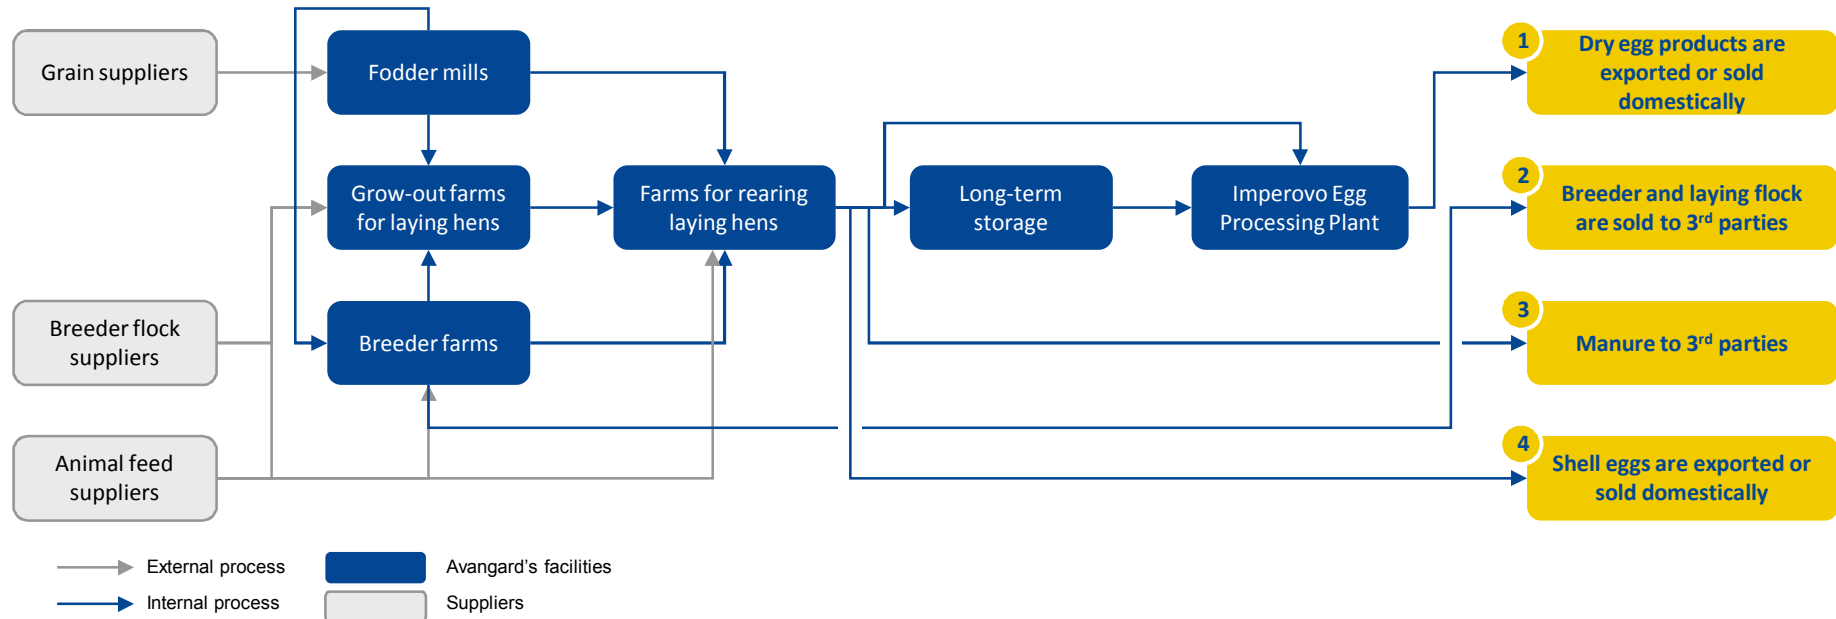 Grain suppliers
Fodder mills
1
Dry egg products are
exported or sold
domestically
Grow-out farms
for laying hens
Farms for rearing
laying hens
Long-term
storage
Imperovo Egg
Processing Plant
2
Breeder and laying flock
are sold to 3rd parties
Breeder flock
suppliers
Breeder farms
3
Manure to 3rd parties
Animal feed
suppliers
4
Shell eggs are exported or
sold domestically
External process
Avangard's facilities
Internal process
Suppliers